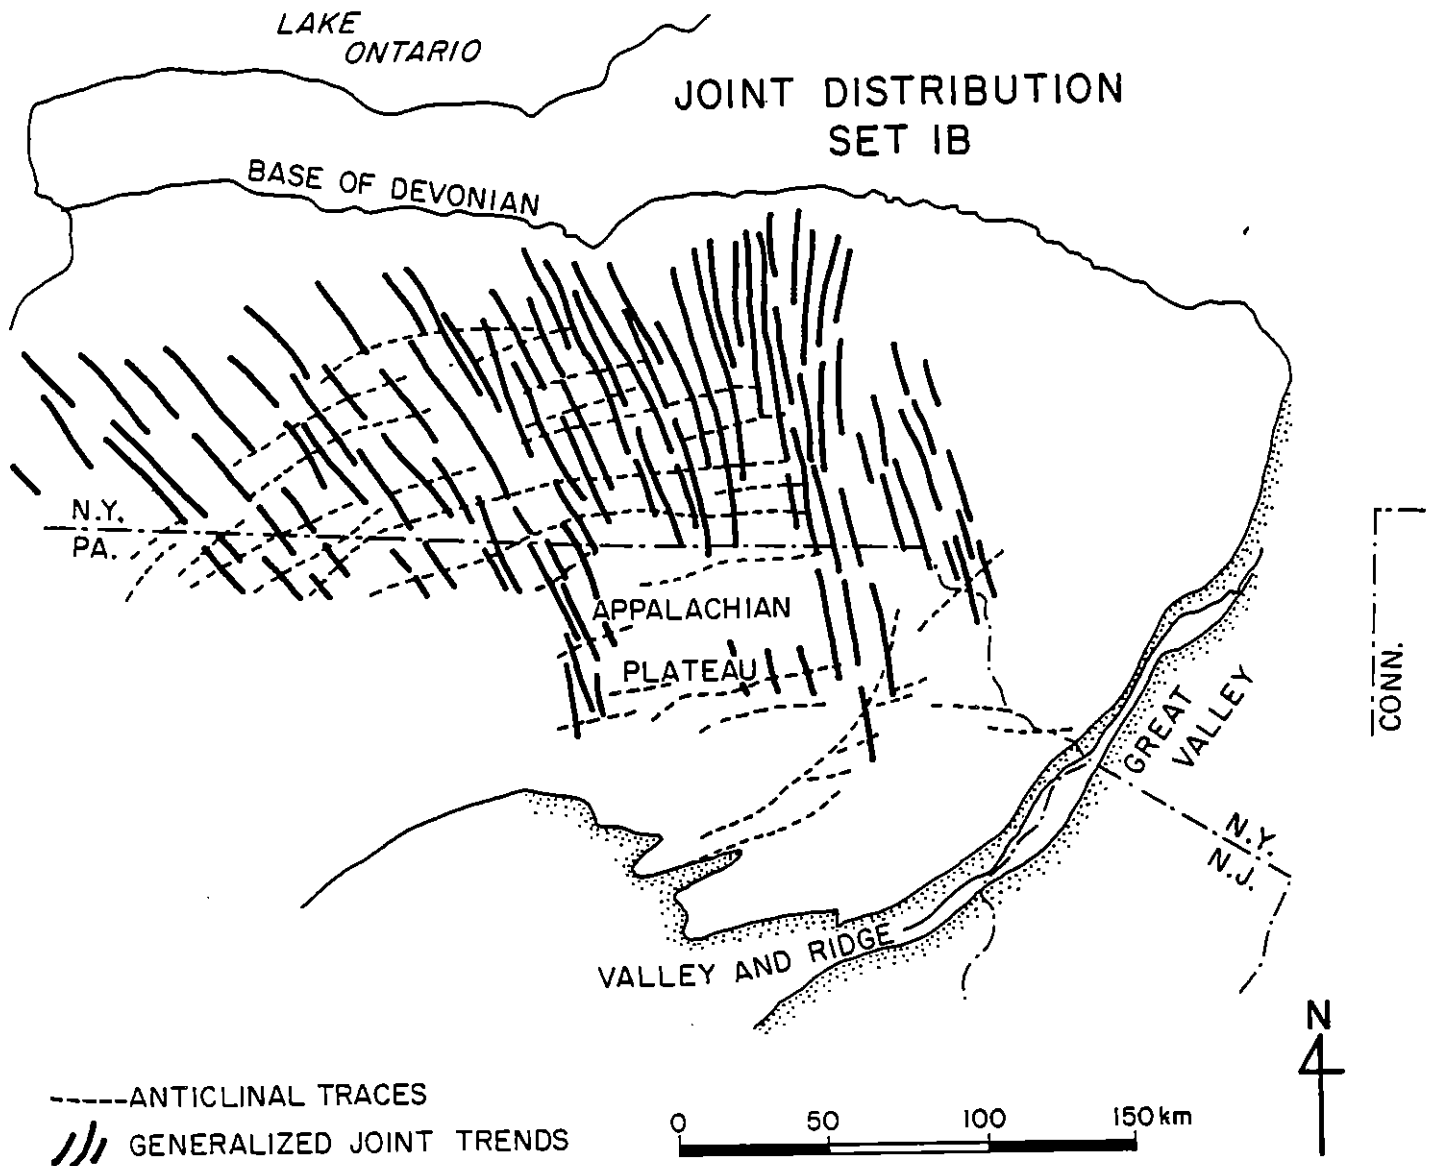 LAKE
ONTARIO
JOINT DISTRIBUTION
SET IB
BASE OF DEVONIAN
N.Y.
PA.
APPALACHIAN
PLATEAU
CONN.
GREAT
VALLEY
N.Y.
N.J.
VALLEY AND RIDGE
N
ANTICLINAL TRACES
GENERALIZED JOINT TRENDS
0 50 100 150 km